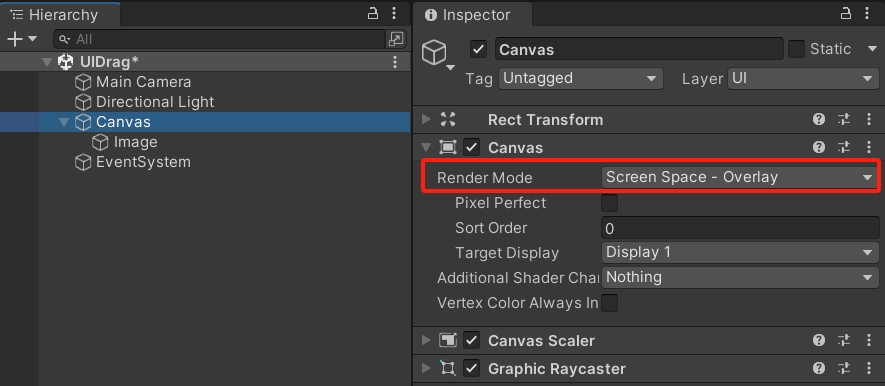 Hierarchy
All
UIDrag*
Main Camera
Directional Light
Canvas
Image
EventSystem
Inspector
Canvas
Static
Tag Untagged Layer UI
Rect Transform
Canvas
Render Mode Screen Space - Overlay
Pixel Perfect
Sort Order 0
Target Display Display 1
Additional Shader Chan Nothing
Vertex Color Always In
Canvas Scaler
Graphic Raycaster